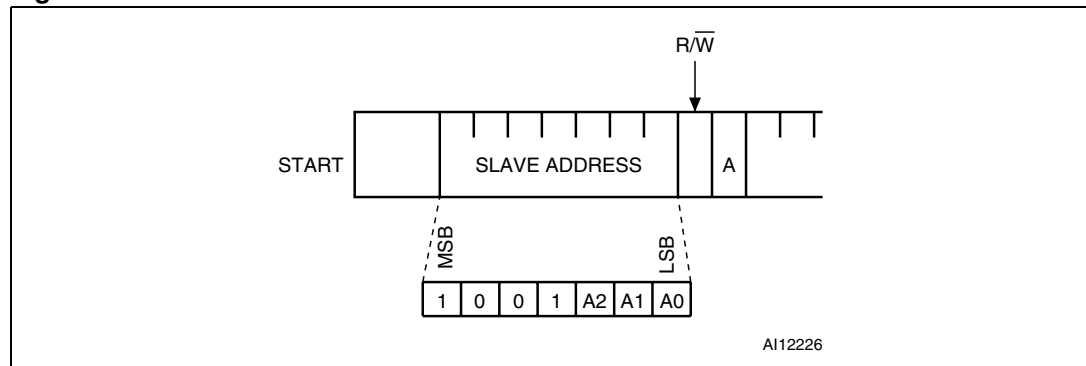 R/W̅
START
SLAVE ADDRESS
A
MSB
LSB
1 0 0 1 A2 A1 A0
AI12226